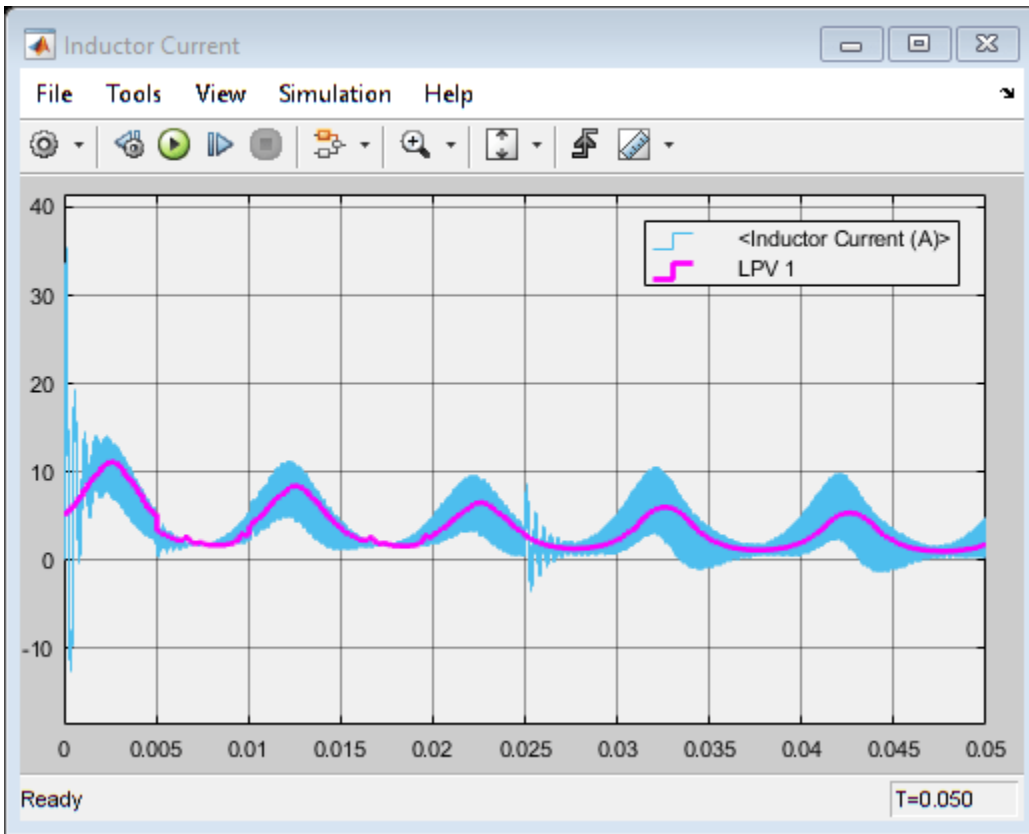 Inductor Current
File Tools View Simulation Help
<Inductor Current (A)>
LPV 1
40
30
20
10
0
-10
0 0.005 0.01 0.015 0.02 0.025 0.03 0.035 0.04 0.045 0.05
Ready T=0.050